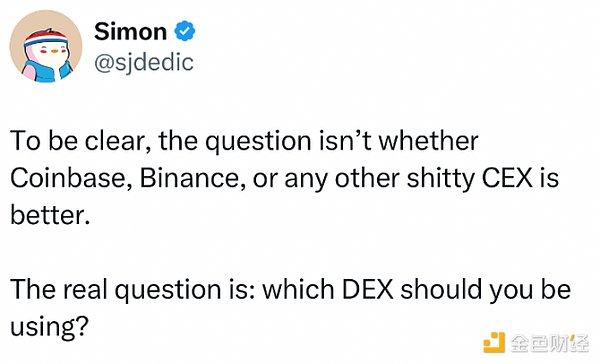 Simon
@sjdedic
To be clear, the question isn’t whether
Coinbase, Binance, or any other shitty CEX is
better.
The real question is: which DEX should you be
using?
金色财经